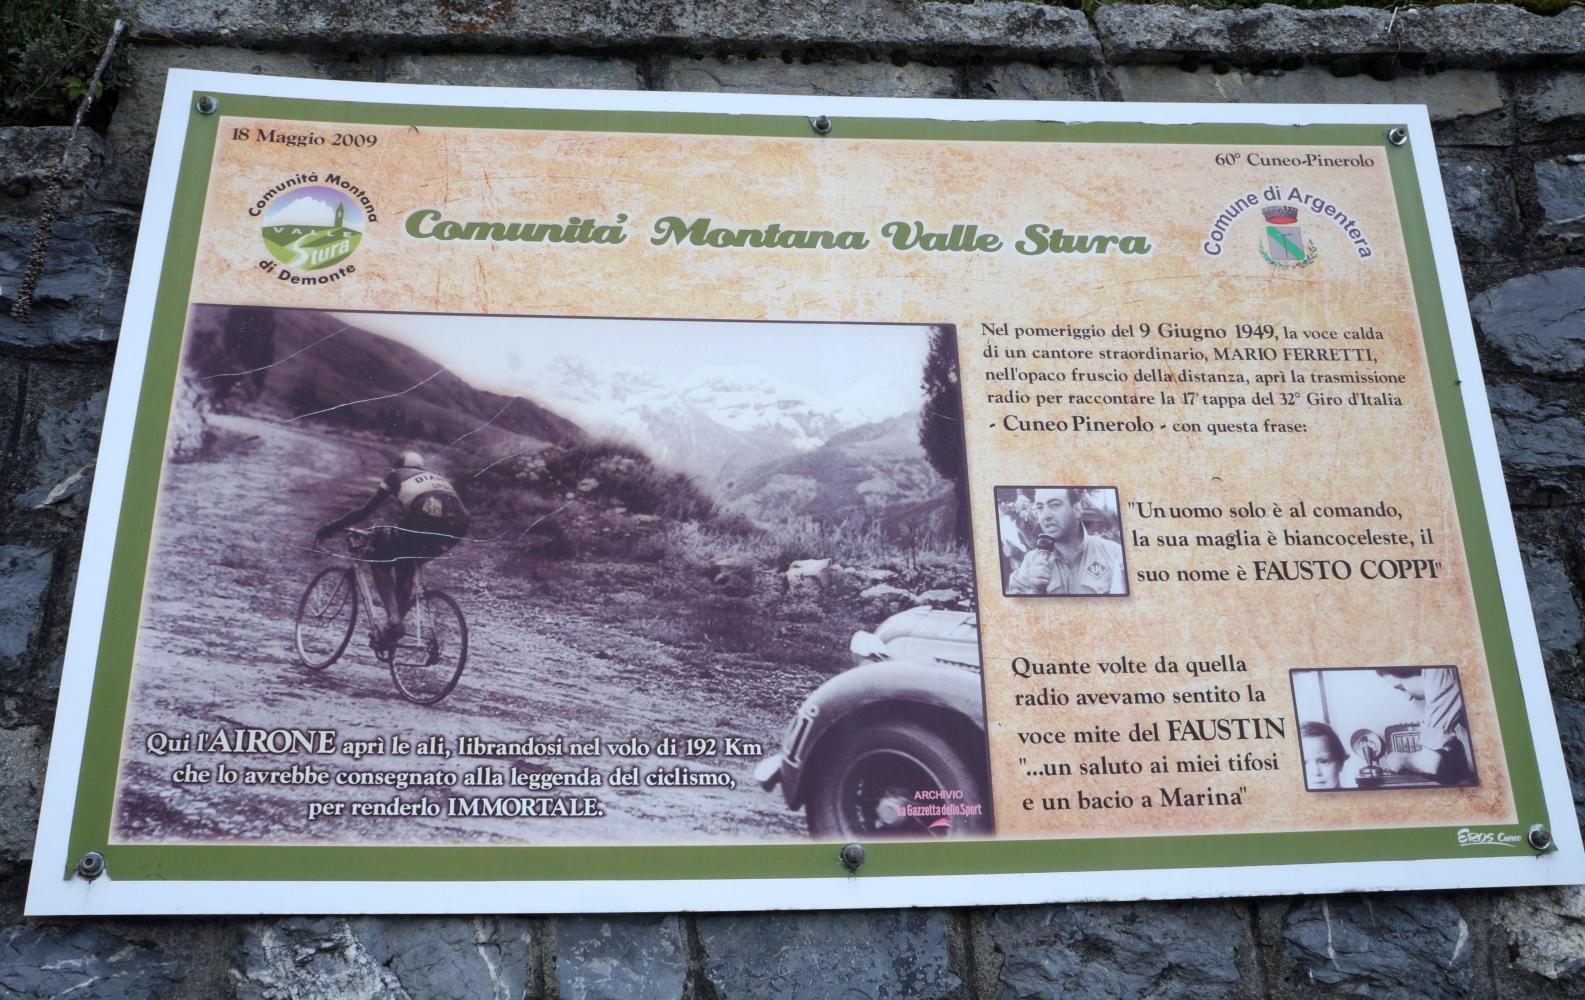 18 Maggio 2009
60° Cuneo-Pinerolo
Comunità Montana
VALLE
Stura
di Demonte
Comunita' Montana Valle Stura
Comune di Argentera
Nel pomeriggio del 9 Giugno 1949, la voce calda
di un cantore straordinario, MARIO FERRETTI,
nell'opaco fruscio della distanza, aprì la trasmissione
radio per raccontare la 17° tappa del 32° Giro d'Italia
- Cuneo Pinerolo - con questa frase:
"Un uomo solo è al comando,
la sua maglia è biancoceleste, il
suo nome è FAUSTO COPPI"
Quante volte da quella
radio avevamo sentito la
voce mite del FAUSTIN
"...un saluto ai miei tifosi
e un bacio a Marina"
Qui l'AIRONE aprì le ali, librandosi nel volo di 192 Km
che lo avrebbe consegnato alla leggenda del ciclismo,
per renderlo IMMORTALE.
ARCHIVIO
La Gazzetta dello Sport
EROS Cuneo